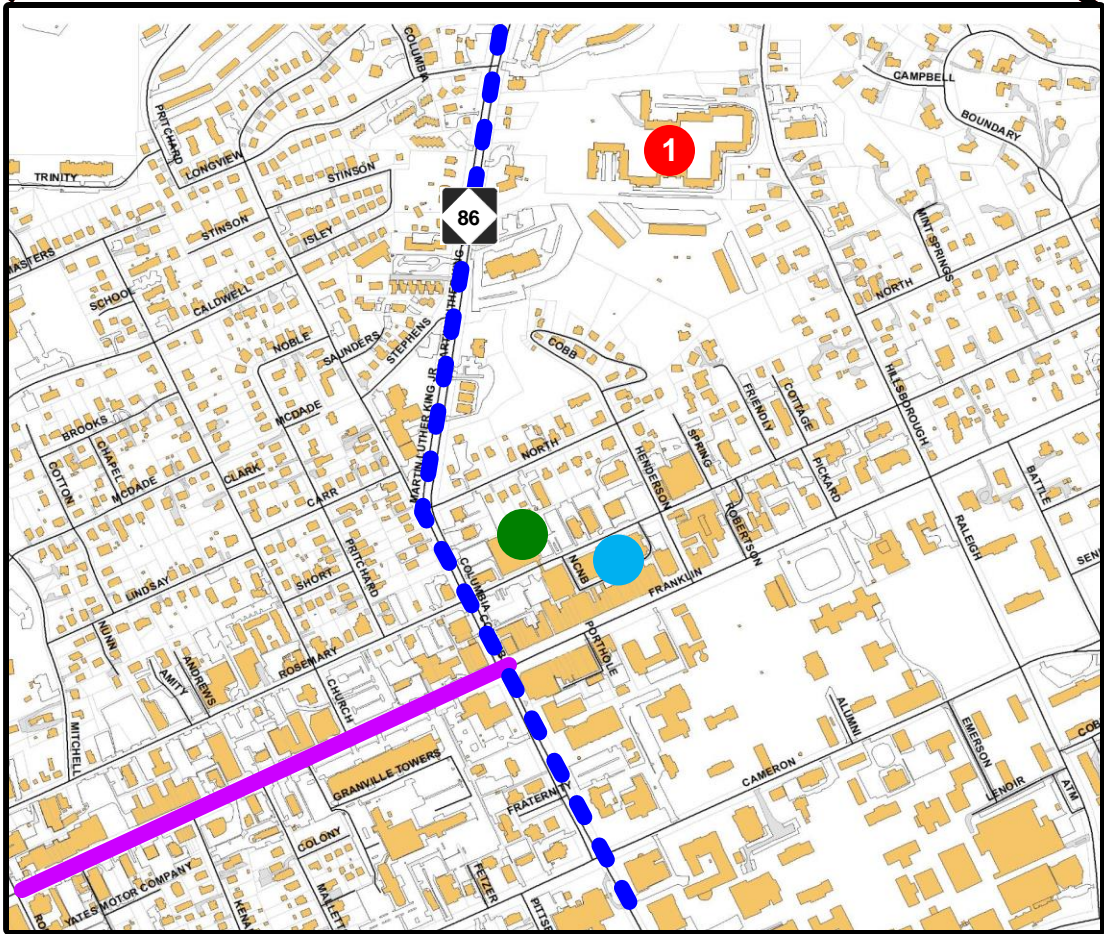 COLUMBIA
CAMPBELL
BOUNDARY
PRITCHARD
1
LONGVIEW
TRINITY
STINSON
86
STINSON
ISLEY
MINT SPRINGS
MASTERS
SCHOOL
CALDWELL
NORTH
NOBLE
SAUNDERS
STEPHENS
COBB
HILLSBOROUGH
FRIENDLY
COTTAGE
MCDADE
BROOKS
CHAPEL
MARTIN LUTHER KING JR
NORTH
SPRING
HENDERSON
PICKARD
BATTLE
COTTON
MCDADE
CLARK
CARR
ROBERTSON
RALEIGH
PRITCHARD
COLUMBIA
NCNB
FRANKLIN
LINDSAY
SHORT
NUNN
AMITY
ANDREWS
ROSEMARY
PORTHOLE
CHURCH
MITCHELL
ALUMNI
EMERSON
GRANVILLE TOWERS
CAMERON
FRATERNITY
LENOIR
ATM
COLONY
YATES MOTOR COMPANY
FETZER